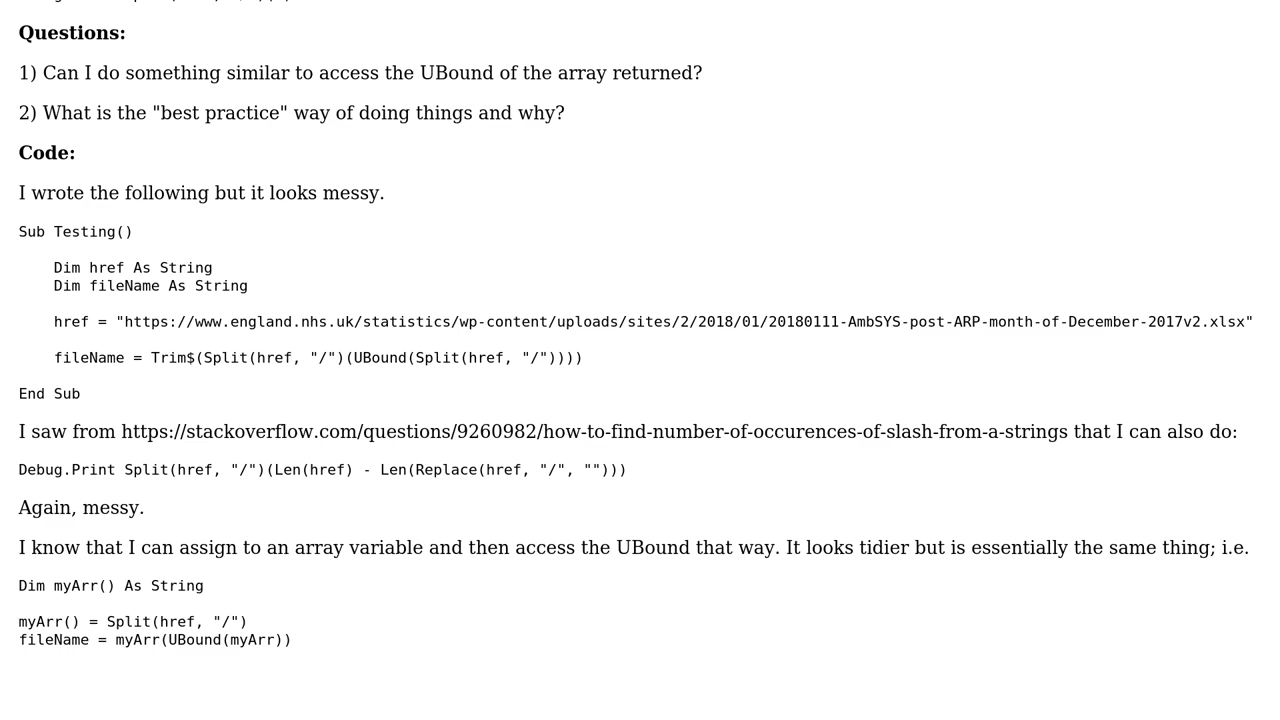 Questions:
1) Can I do something similar to access the UBound of the array returned?
2) What is the "best practice" way of doing things and why?
Code:
I wrote the following but it looks messy.
Sub Testing()
    Dim href As String
    Dim fileName As String
    href = "https://www.england.nhs.uk/statistics/wp-content/uploads/sites/2/2018/01/20180111-AmbSYS-post-ARP-month-of-December-2017v2.xlsx"
    fileName = Trim$(Split(href, "/")(UBound(Split(href, "/"))))
End Sub
I saw from https://stackoverflow.com/questions/9260982/how-to-find-number-of-occurences-of-slash-from-a-strings that I can also do:
Debug.Print Split(href, "/")(Len(href) - Len(Replace(href, "/", "")))
Again, messy.
I know that I can assign to an array variable and then access the UBound that way. It looks tidier but is essentially the same thing; i.e.
Dim myArr() As String
myArr() = Split(href, "/")
fileName = myArr(UBound(myArr))